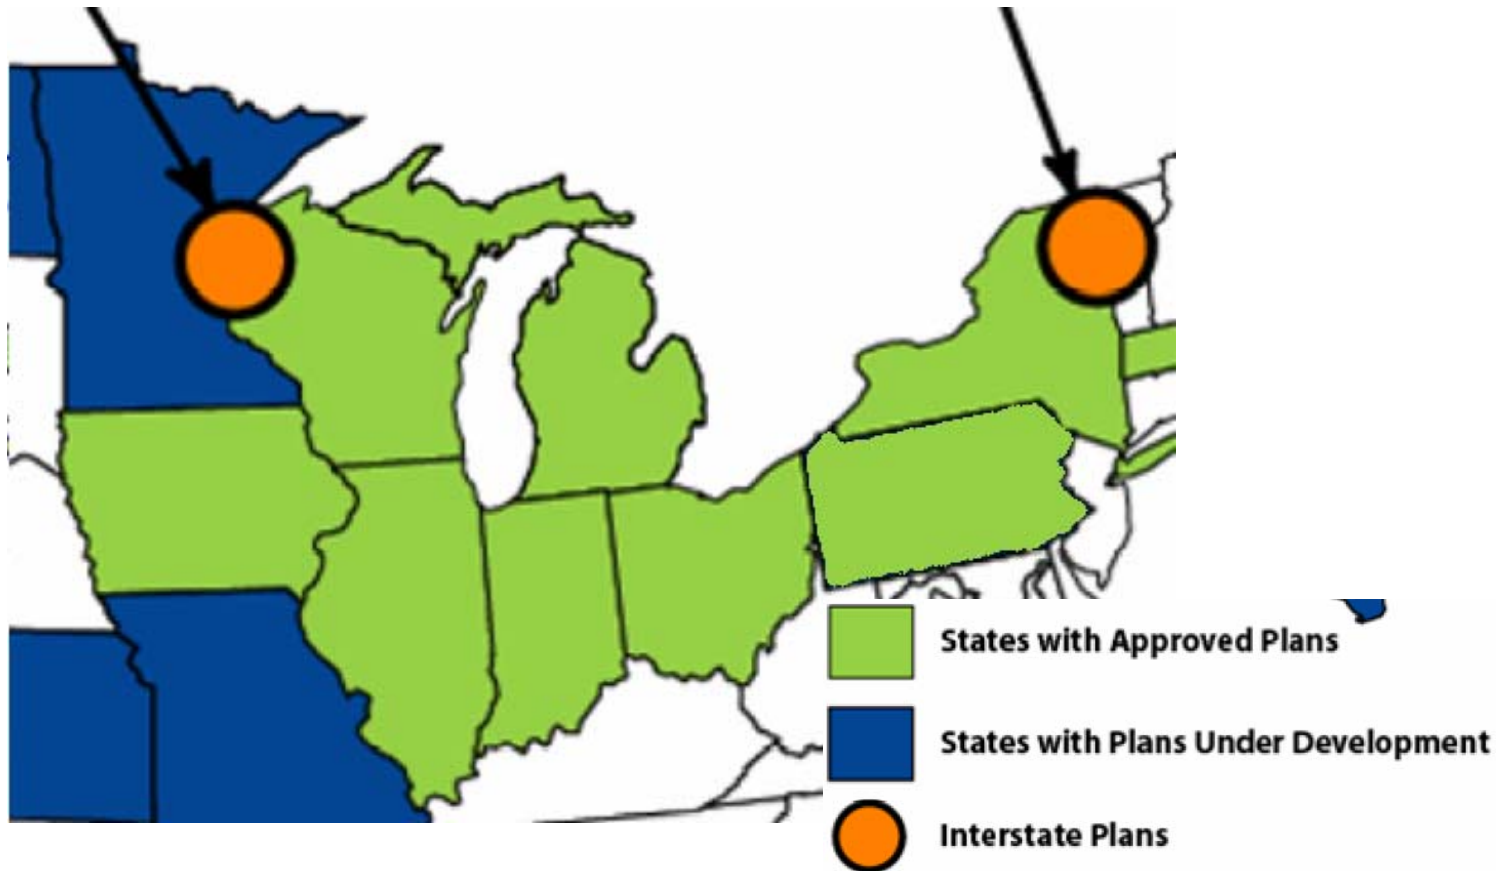 States with Approved Plans
States with Plans Under Development
Interstate Plans